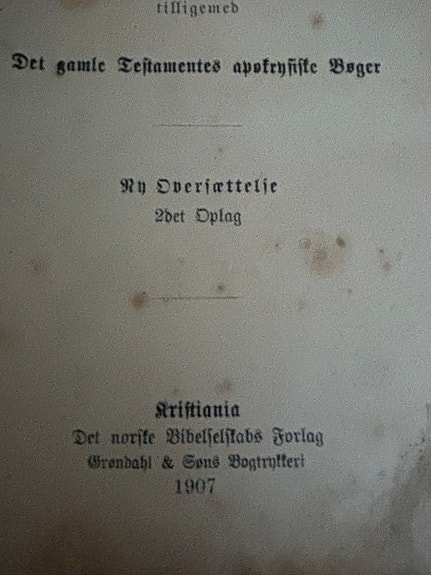 tilligemed
Det gamle Testamentes apokryfiske Bøger
Ny Oversættelse
2det Oplag
Kristiania
Det norske Bibelselskabs Forlag
Grøndahl & Søns Bogtrykkeri
1907